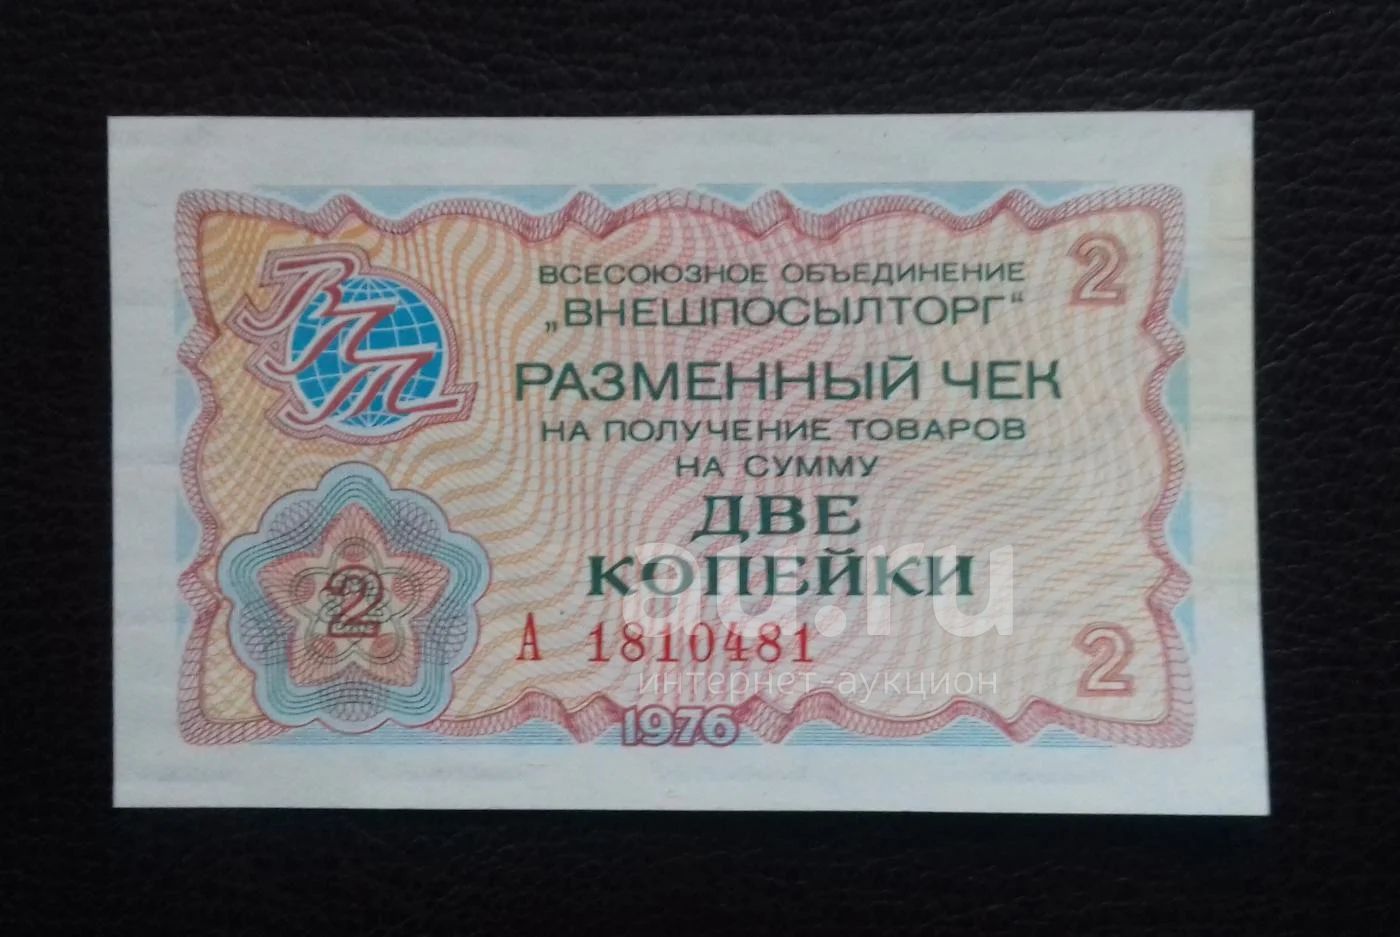 ВПТ
ВСЕСОЮЗНОЕ ОБЪЕДИНЕНИЕ
„ВНЕШПОСЫЛТОРГ“
2
РАЗМЕННЫЙ ЧЕК
НА ПОЛУЧЕНИЕ ТОВАРОВ
НА СУММУ
ДВЕ
КОПЕЙКИ
au.ru
2
А 1810481
2
интернет-аукцион
1976